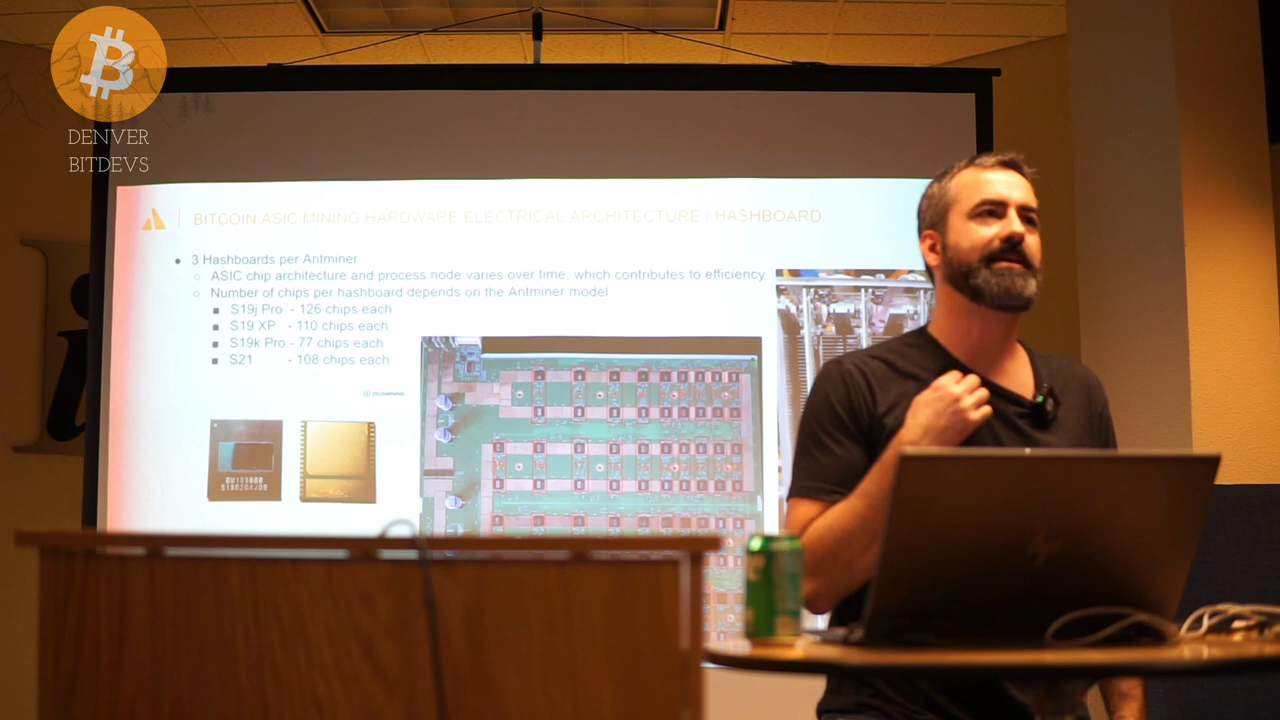 DENVER
BITDEVS
BITCOIN ASIC MINING HARDWARE ELECTRICAL ARCHITECTURE / HASHBOARD
● 3 Hashboards per Antminer
○ ASIC chip architecture and process node varies over time, which contributes to efficiency
○ Number of chips per hashboard depends on the Antminer model
■ S19j Pro - 126 chips each
■ S19 XP - 110 chips each
■ S19k Pro - 77 chips each
■ S21 - 108 chips each
i